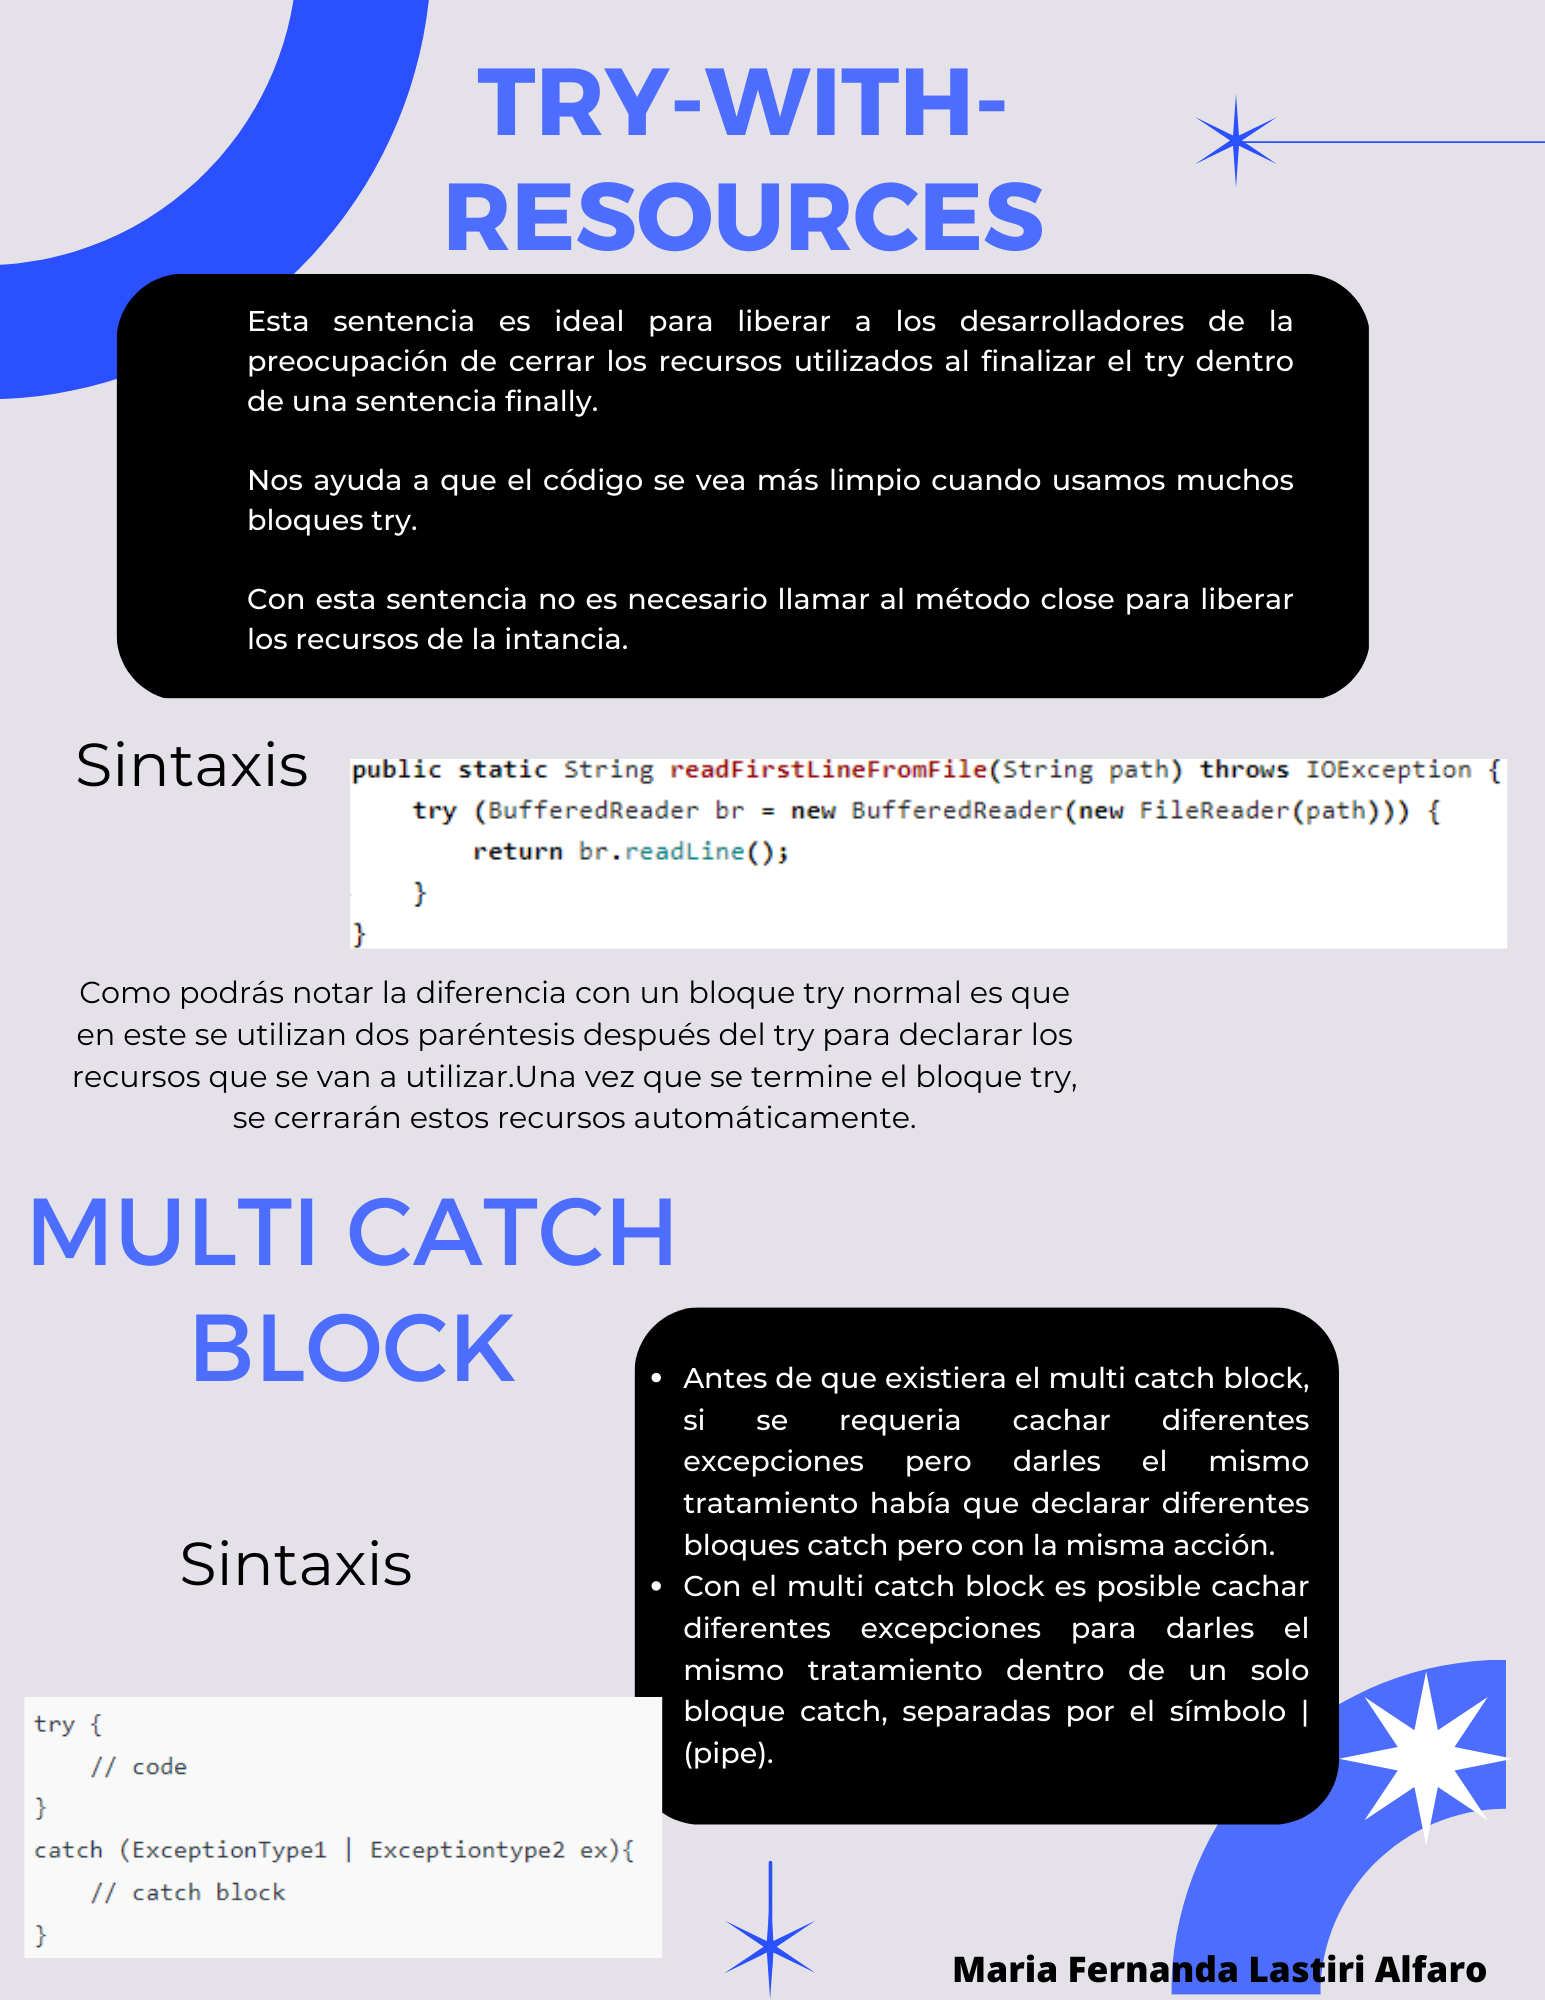 TRY-WITH-
RESOURCES
Esta sentencia es ideal para liberar a los desarrolladores de la
preocupación de cerrar los recursos utilizados al finalizar el try dentro
de una sentencia finally.
Nos ayuda a que el código se vea más limpio cuando usamos muchos
bloques try.
Con esta sentencia no es necesario llamar al método close para liberar
los recursos de la intancia.
Sintaxis
public static String readFirstLineFromFile(String path) throws IOException {
    try (BufferedReader br = new BufferedReader(new FileReader(path))) {
        return br.readLine();
    }
}
Como podrás notar la diferencia con un bloque try normal es que
en este se utilizan dos paréntesis después del try para declarar los
recursos que se van a utilizar.Una vez que se termine el bloque try,
se cerrarán estos recursos automáticamente.
MULTI CATCH
BLOCK
• Antes de que existiera el multi catch block,
si se requeria cachar diferentes
excepciones pero darles el mismo
tratamiento había que declarar diferentes
bloques catch pero con la misma acción.
• Con el multi catch block es posible cachar
diferentes excepciones para darles el
mismo tratamiento dentro de un solo
bloque catch, separadas por el símbolo |
(pipe).
Sintaxis
try {
    // code
}
catch (ExceptionType1 | Exceptiontype2 ex){
    // catch block
}
Maria Fernanda Lastiri Alfaro